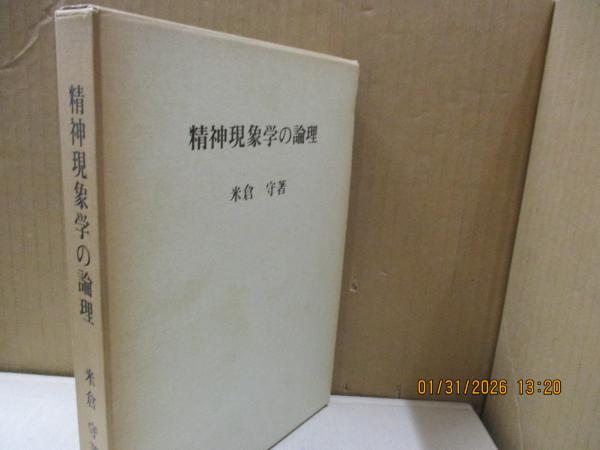 精神現象学の論理
米倉 守著
精神現象学の論理
米倉 守
01/31/2026 13:20